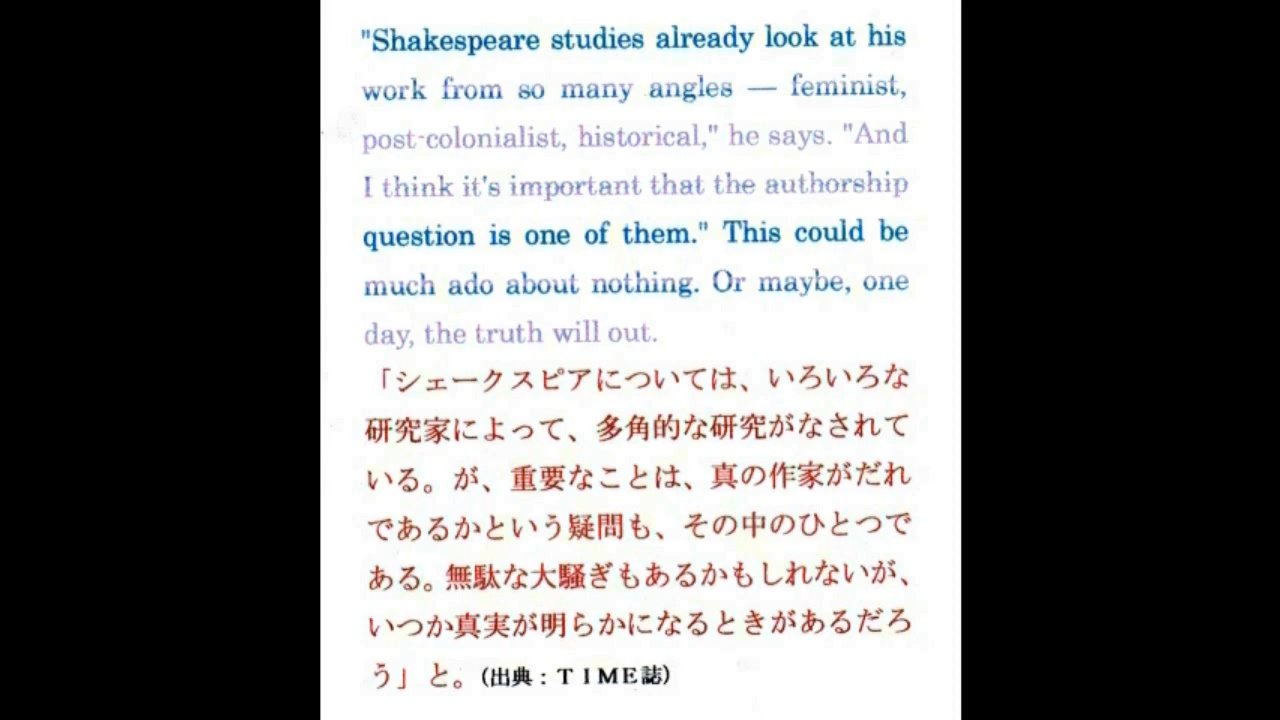 "Shakespeare studies already look at his
work from so many angles — feminist,
post-colonialist, historical," he says. "And
I think it's important that the authorship
question is one of them." This could be
much ado about nothing. Or maybe, one
day, the truth will out.
「シェークスピアについては、いろいろな
研究家によって、多角的な研究がなされて
いる。が、重要なことは、真の作家がだれ
であるかという疑問も、その中のひとつで
ある。無駄な大騒ぎもあるかもしれないが、
いつか真実が明らかになるときがあるだろ
う」と。(出典：ＴＩＭＥ誌)